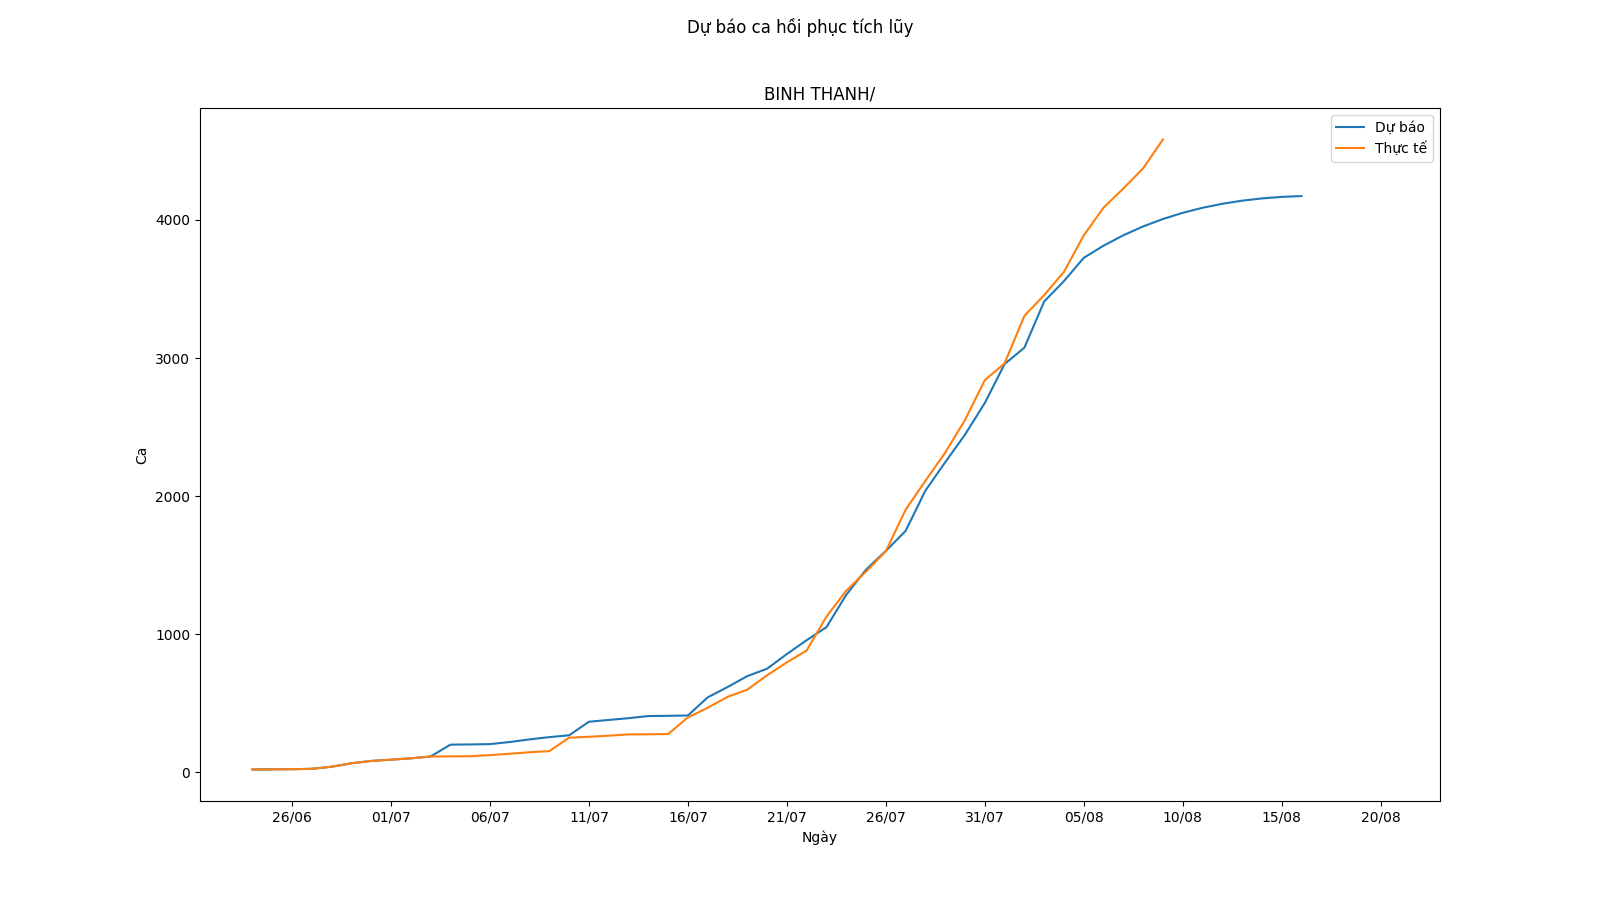 Dự báo ca hồi phục tích lũy
BINH THANH/
Dự báo
Thực tế
4000
3000
2000
1000
0
Ca
26/06 01/07 06/07 11/07 16/07 21/07 26/07 31/07 05/08 10/08 15/08 20/08
Ngày